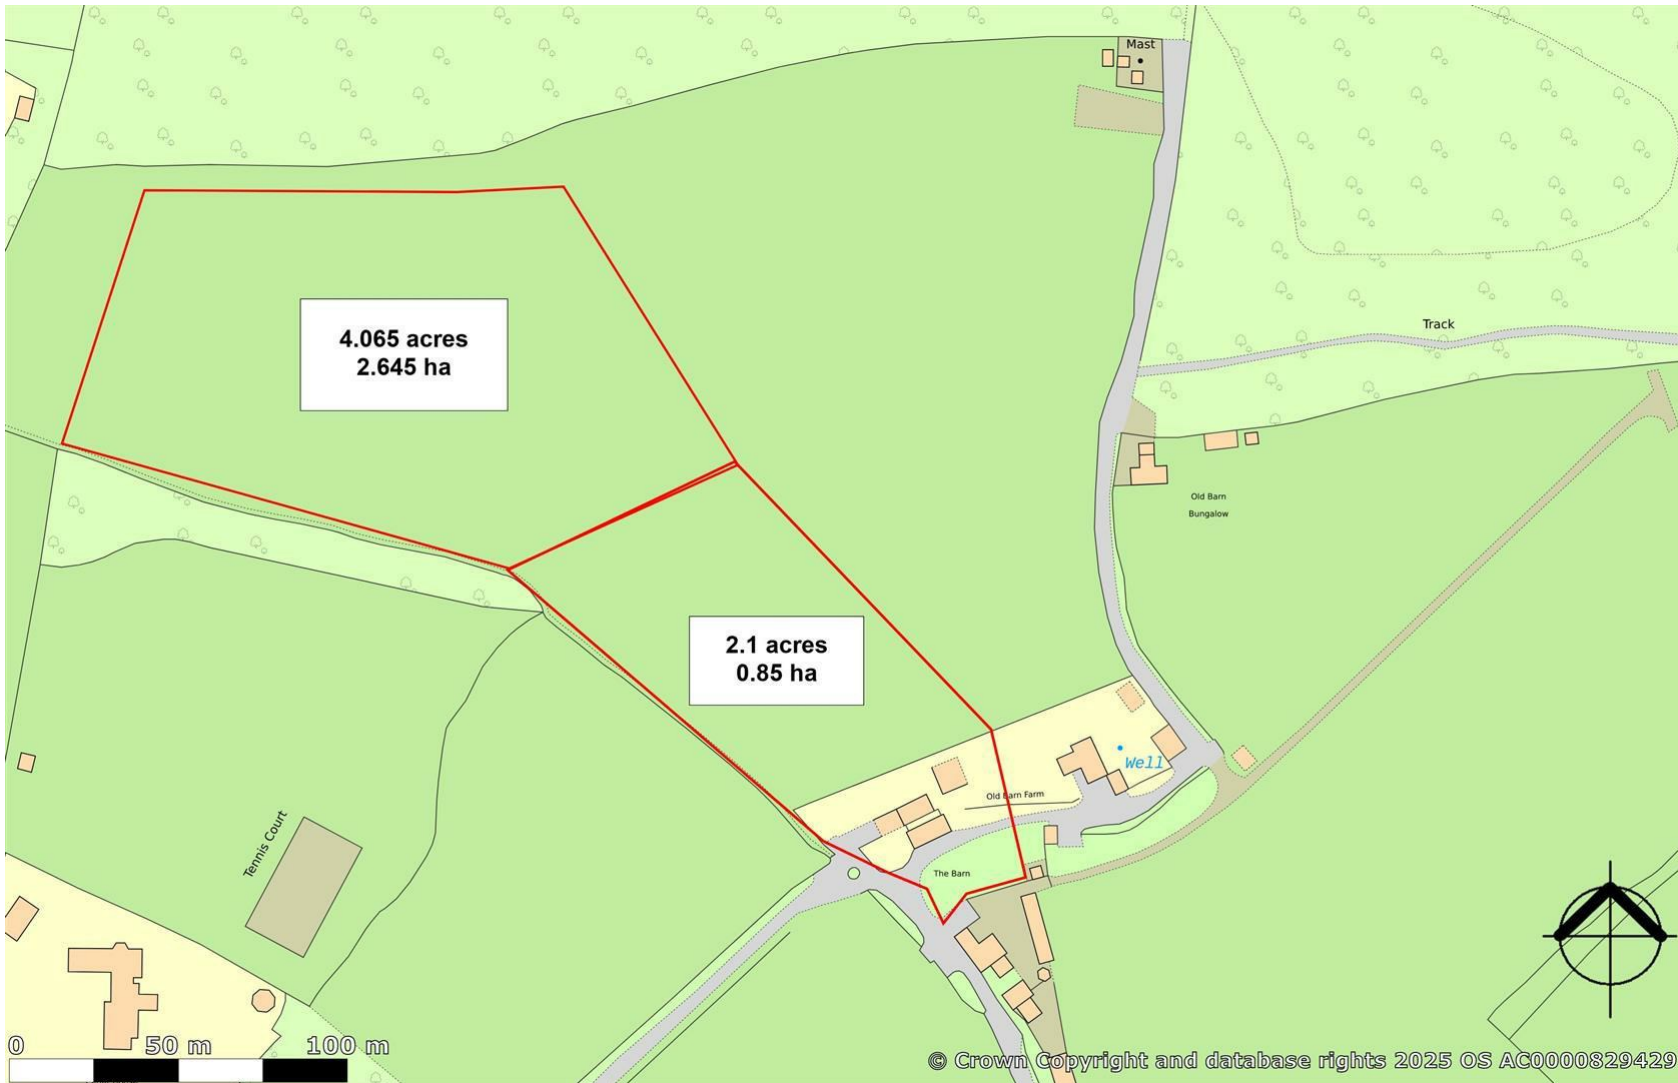 Mast
Track
4.065 acres
2.645 ha
Old Barn
Bungalow
2.1 acres
0.85 ha
Well
Old Barn Farm
Tennis Court
The Barn
0 50 m 100 m
© Crown Copyright and database rights 2025 OS AC0000829429